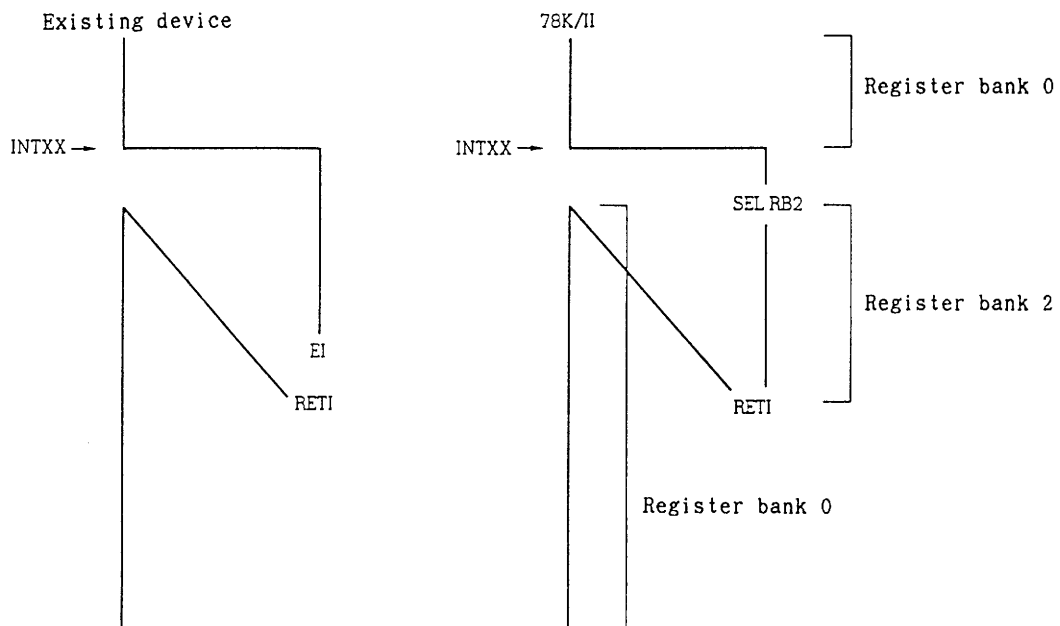 Existing device
78K/II
Register bank 0
INTXX
INTXX
SEL RB2
Register bank 2
EI
RETI
RETI
Register bank 0